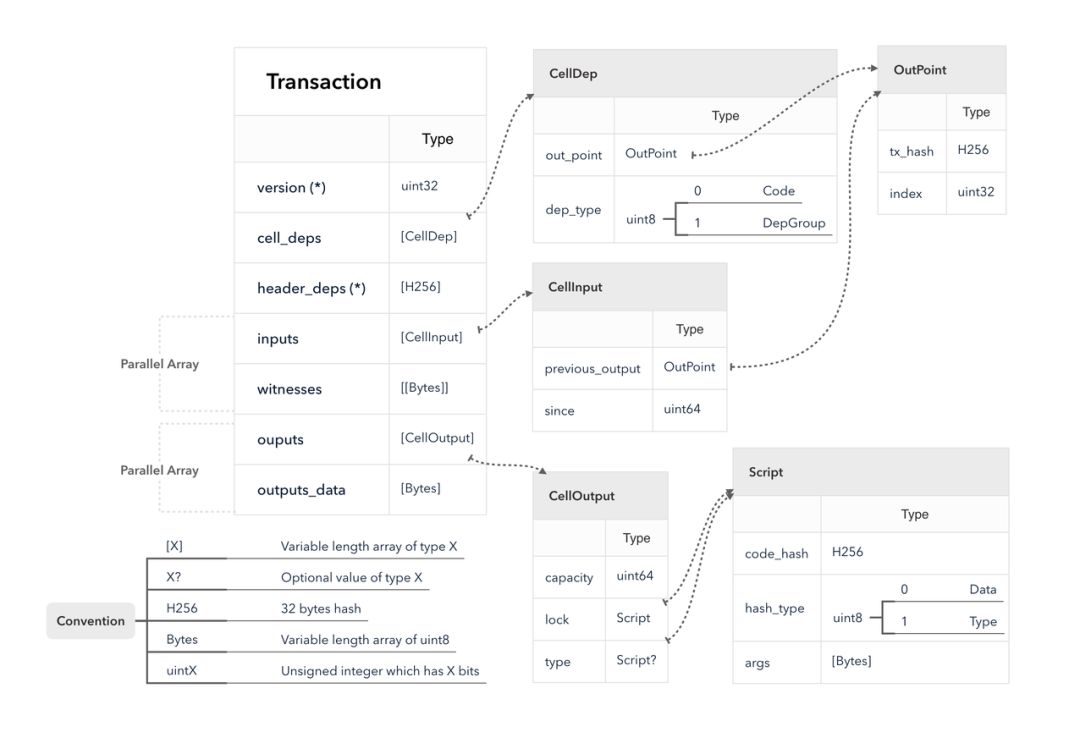 Transaction
Type
version (*) uint32
cell_deps [CellDep]
header_deps (*) [H256]
inputs [CellInput]
witnesses [[Bytes]]
ouputs [CellOutput]
outputs_data [Bytes]
Parallel Array
Parallel Array
CellDep
Type
out_point OutPoint
dep_type uint8
0 Code
1 DepGroup
OutPoint
Type
tx_hash H256
index uint32
CellInput
Type
previous_output OutPoint
since uint64
CellOutput
Type
capacity uint64
lock Script
type Script?
Script
Type
code_hash H256
hash_type uint8
0 Data
1 Type
args [Bytes]
Convention
[X] Variable length array of type X
X? Optional value of type X
H256 32 bytes hash
Bytes Variable length array of uint8
uintX Unsigned integer which has X bits